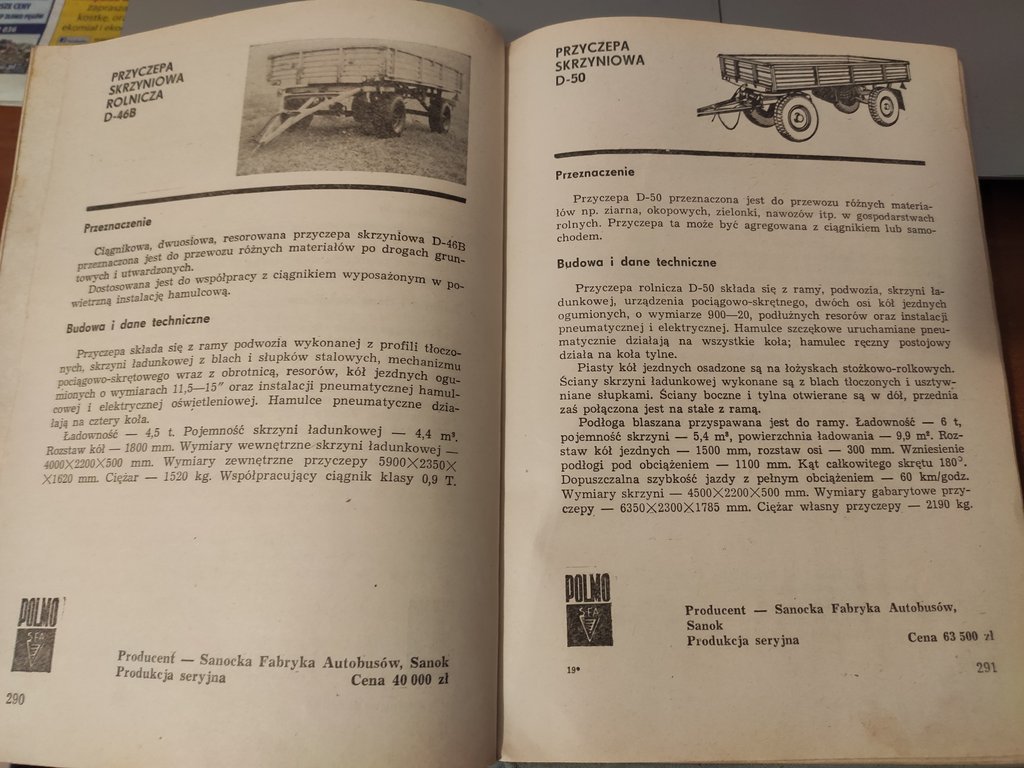 SZE CENY
zaprasza
kostkę, or
ekomiał i eko
PRZYCZEPA
SKRZYNIOWA
ROLNICZA
D-46B
Przeznaczenie
Ciągnikowa, dwuosiowa, resorowana przyczepa skrzyniowa D-46B
przeznaczona jest do przewozu różnych materiałów po drogach grun-
towych i utwardzonych.
Dostosowana jest do współpracy z ciągnikiem wyposażonym w po-
wietrzną instalację hamulcową.
Budowa i dane techniczne
Przyczepa składa się z ramy podwozia wykonanej z profili tłoczo-
nych, skrzyni ładunkowej z blach i słupków stalowych, mechanizmu
pociągowo-skrętowego wraz z obrotnicą, resorów, kół jezdnych ogu-
mionych o wymiarach 11,5—15" oraz instalacji pneumatycznej hamul-
cowej i elektrycznej oświetleniowej. Hamulce pneumatyczne dzia-
łają na cztery koła.
Ładowność — 4,5 t. Pojemność skrzyni ładunkowej — 4,4 m³.
Rozstaw kół — 1800 mm. Wymiary wewnętrzne skrzyni ładunkowej —
4000×2200×500 mm. Wymiary zewnętrzne przyczepy 5900×2350×
×1620 mm. Ciężar — 1520 kg. Współpracujący ciągnik klasy 0,9 T.
POLMO
SFA
Producent — Sanocka Fabryka Autobusów, Sanok
Produkcja seryjna Cena 40 000 zł
290
PRZYCZEPA
SKRZYNIOWA
D-50
Przeznaczenie
Przyczepa D-50 przeznaczona jest do przewozu różnych materia-
łów np. ziarna, okopowych, zielonki, nawozów itp. w gospodarstwach
rolnych. Przyczepa ta może być agregowana z ciągnikiem lub samo-
chodem.
Budowa i dane techniczne
Przyczepa rolnicza D-50 składa się z ramy, podwozia, skrzyni ła-
dunkowej, urządzenia pociągowo-skrętnego, dwóch osi kół jezdnych
ogumionych, o wymiarze 900—20, podłużnych resorów oraz instalacji
pneumatycznej i elektrycznej. Hamulce szczękowe uruchamiane pneu-
matycznie działają na wszystkie koła; hamulec ręczny postojowy
działa na koła tylne.
Piasty kół jezdnych osadzone są na łożyskach stożkowo-rolkowych.
Ściany skrzyni ładunkowej wykonane są z blach tłoczonych i usztyw-
niane słupkami. Ściany boczne i tylna otwierane są w dół, przednia
zaś połączona jest na stałe z ramą.
Podłoga blaszana przyspawana jest do ramy. Ładowność — 6 t,
pojemność skrzyni — 5,4 m³, powierzchnia ładowania — 9,9 m². Roz-
staw kół jezdnych — 1500 mm, rozstaw osi — 300 mm. Wzniesienie
podłogi pod obciążeniem — 1100 mm. Kąt całkowitego skrętu 180°.
Dopuszczalna szybkość jazdy z pełnym obciążeniem — 60 km/godz.
Wymiary skrzyni — 4500×2200×500 mm. Wymiary gabarytowe przy-
czepy — 6350×2300×1785 mm. Ciężar własny przyczepy — 2190 kg.
POLMO
SFA
Producent — Sanocka Fabryka Autobusów,
Sanok
Produkcja seryjna Cena 63 500 zł
19*
291